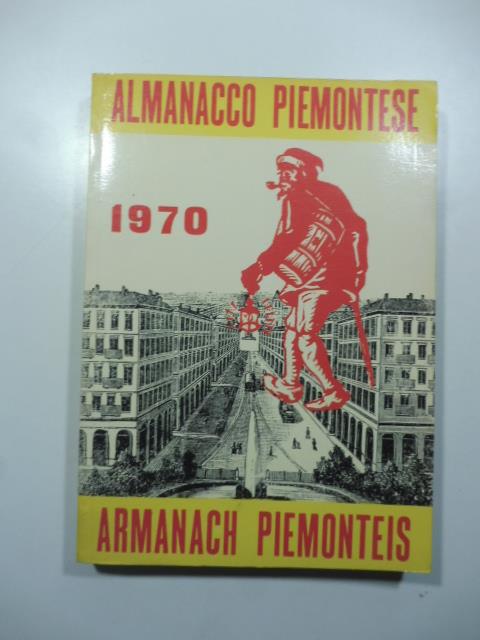 ALMANACCO PIEMONTESE
1970
ARMANACH PIEMONTEIS